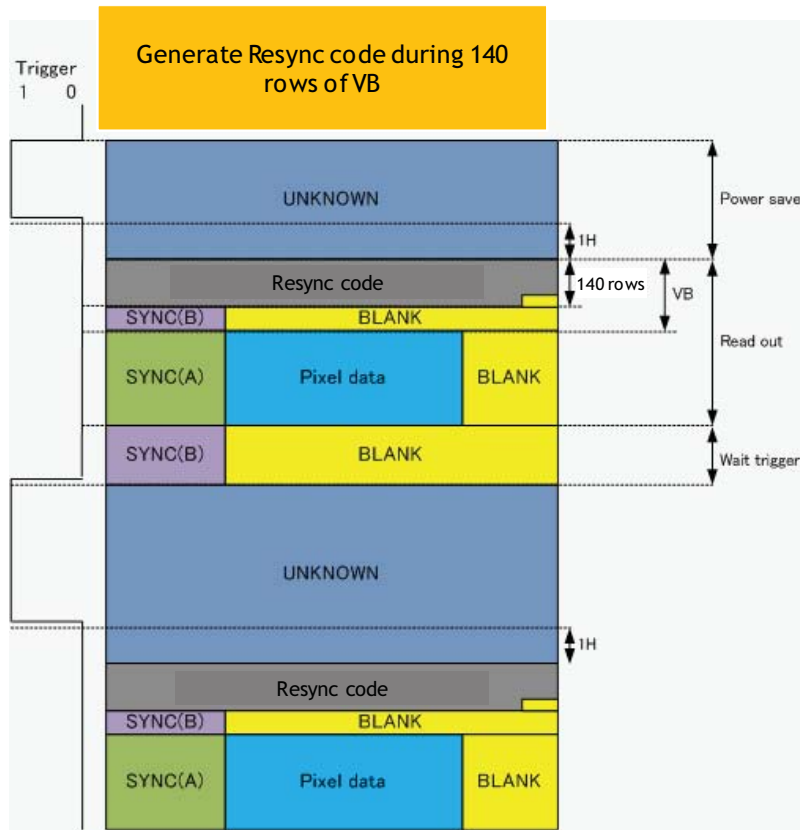 Generate Resync code during 140
rows of VB
Trigger
1 0
UNKNOWN
Power save
1H
Resync code
140 rows
VB
SYNC(B)
BLANK
Read out
SYNC(A)
Pixel data
BLANK
SYNC(B)
BLANK
Wait trigger
UNKNOWN
1H
Resync code
SYNC(B)
BLANK
SYNC(A)
Pixel data
BLANK